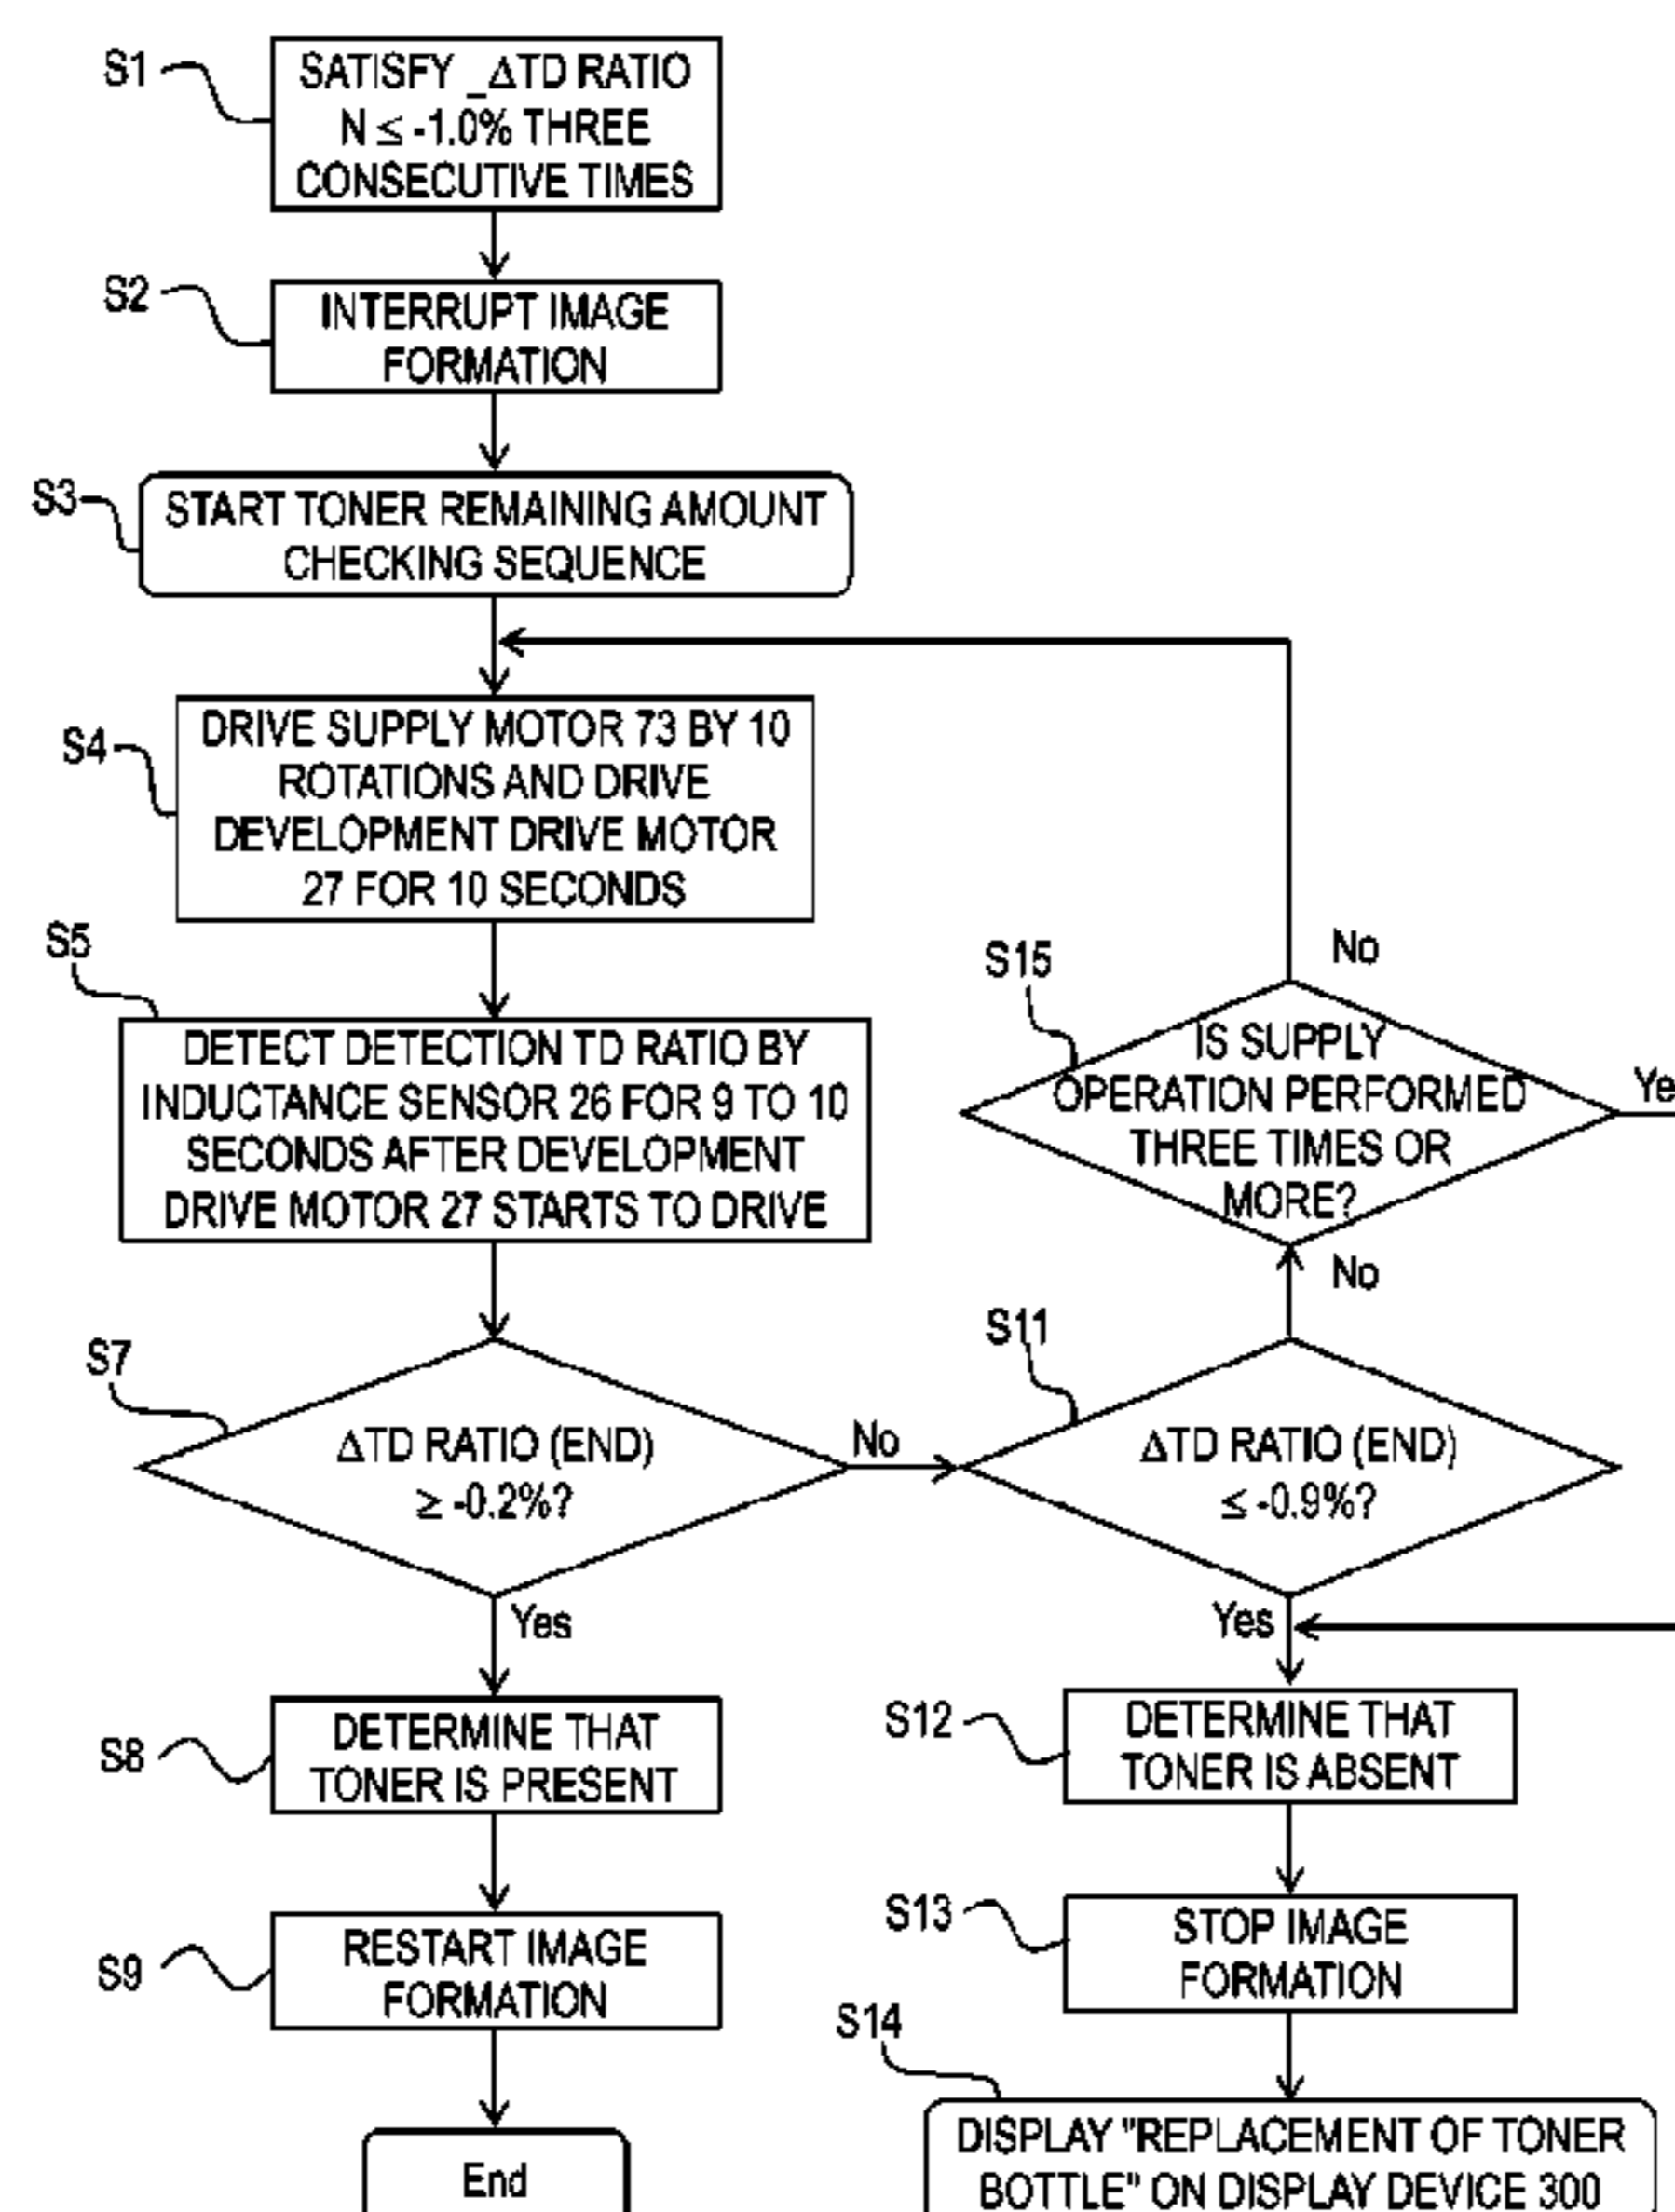 S1
SATISFY _ΔTD RATIO
N ≤ -1.0% THREE
CONSECUTIVE TIMES
S2
INTERRUPT IMAGE
FORMATION
S3
START TONER REMAINING AMOUNT
CHECKING SEQUENCE
S4
DRIVE SUPPLY MOTOR 73 BY 10
ROTATIONS AND DRIVE
DEVELOPMENT DRIVE MOTOR
27 FOR 10 SECONDS
S5
DETECT DETECTION TD RATIO BY
INDUCTANCE SENSOR 26 FOR 9 TO 10
SECONDS AFTER DEVELOPMENT
DRIVE MOTOR 27 STARTS TO DRIVE
S15
No
IS SUPPLY
OPERATION PERFORMED
THREE TIMES OR
MORE?
Ye
No
S7
ΔTD RATIO (END)
≥ -0.2%?
No
Yes
S11
ΔTD RATIO (END)
≤ -0.9%?
Yes
S8
DETERMINE THAT
TONER IS PRESENT
S12
DETERMINE THAT
TONER IS ABSENT
S9
RESTART IMAGE
FORMATION
S13
STOP IMAGE
FORMATION
End
S14
DISPLAY "REPLACEMENT OF TONER
BOTTLE" ON DISPLAY DEVICE 300